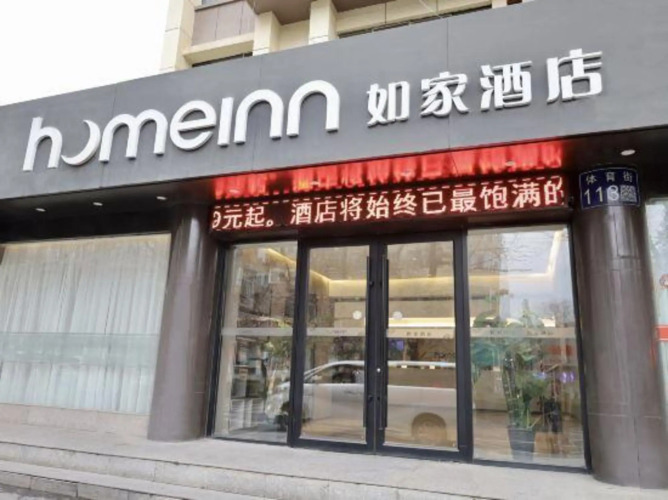 homeinn 如家酒店
9元起。酒店将始终已最饱满的
体育街
118